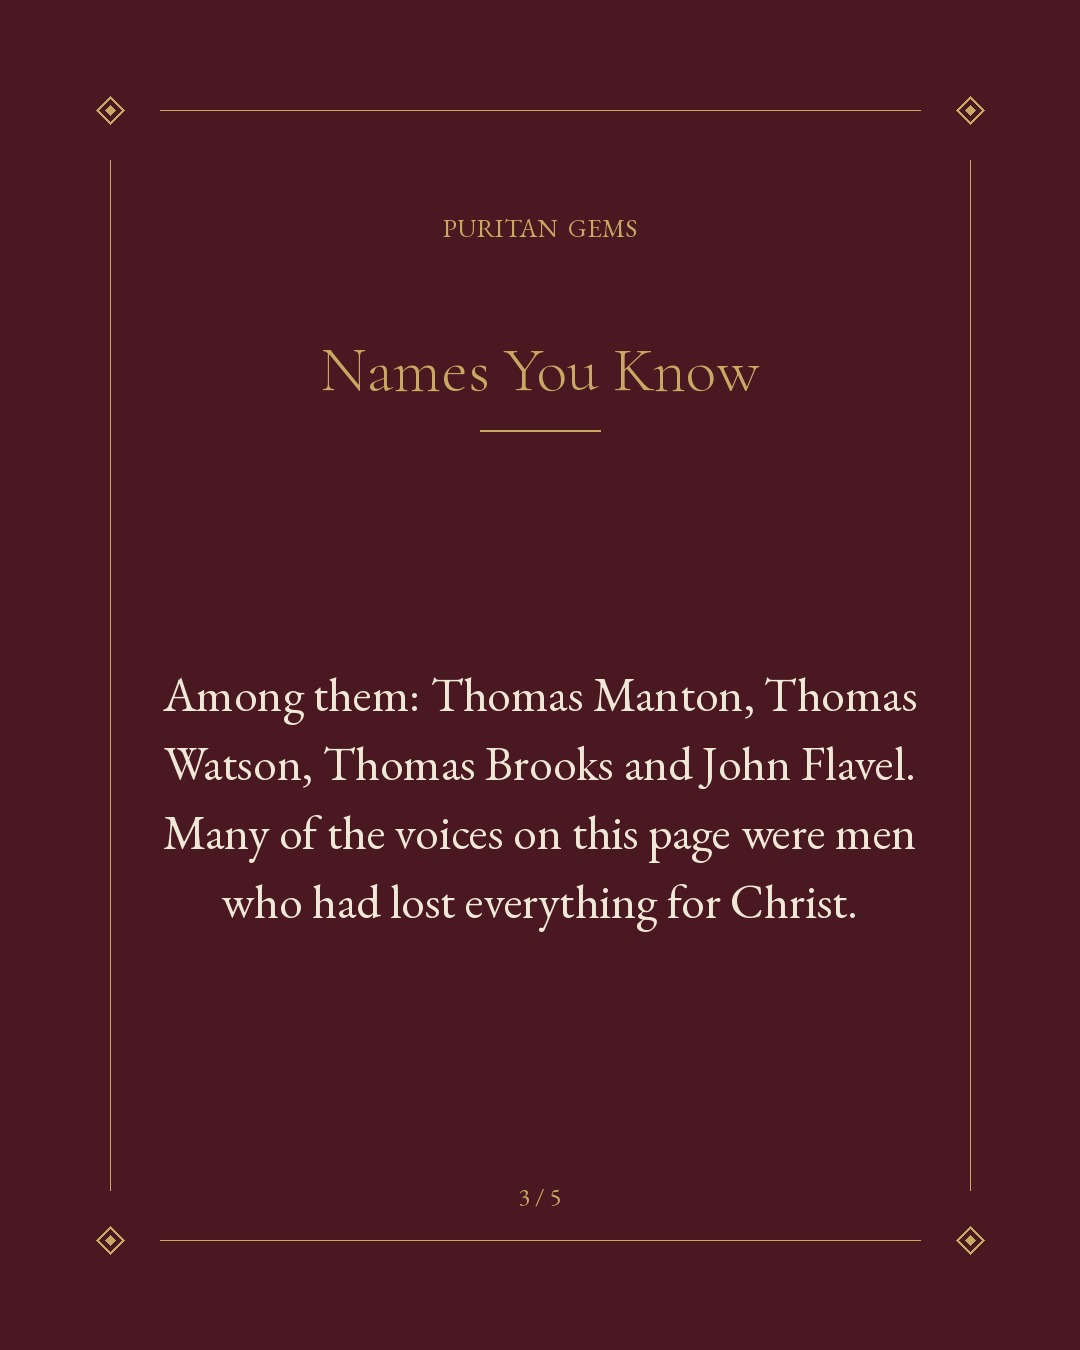 PURITAN GEMS
Names You Know
Among them: Thomas Manton, Thomas
Watson, Thomas Brooks and John Flavel.
Many of the voices on this page were men
who had lost everything for Christ.
3 / 5